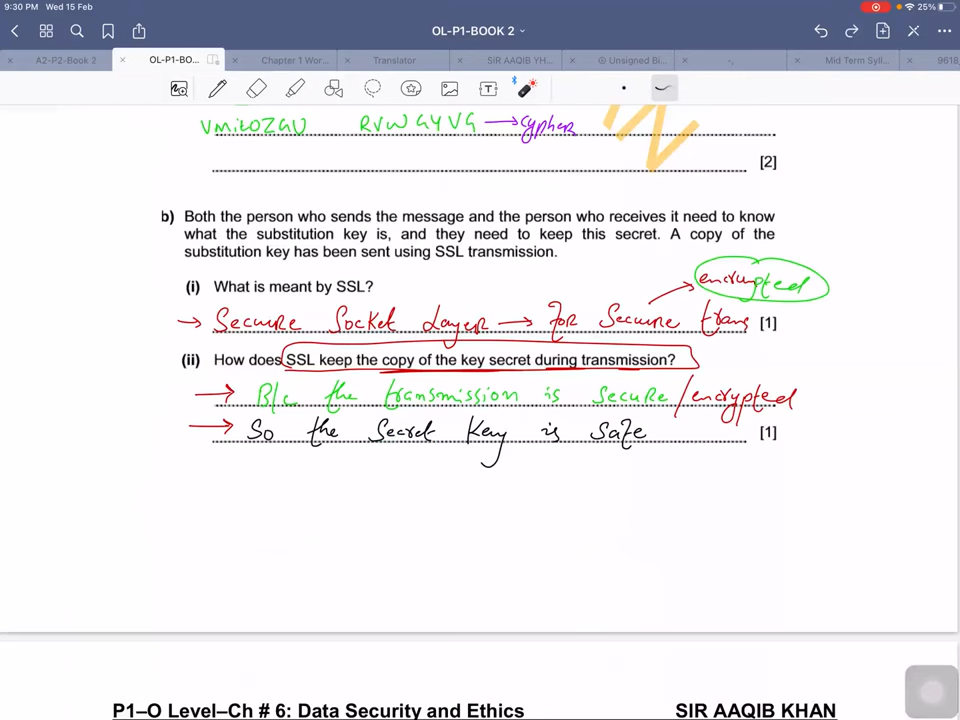 9:30 PM Wed 15 Feb
25%
OL-P1-BOOK 2
A2-P2-Book 2
OL-P1-BO...
Chapter 1 Wor...
Translator
SIR AAQIB YH...
Unsigned Bi...
Mid Term Syll...
9618
→ Cypher
[2]
b) Both the person who sends the message and the person who receives it need to know
what the substitution key is, and they need to keep this secret. A copy of the
substitution key has been sent using SSL transmission.
encrypted
(i) What is meant by SSL?
→ Secure Socket Layer → For Secure trans [1]
(ii) How does SSL keep the copy of the key secret during transmission?
→ B/c the transmission is secure / encrypted
→ So the Secret Key is Safe [1]
P1–O Level–Ch # 6: Data Security and Ethics SIR AAQIB KHAN